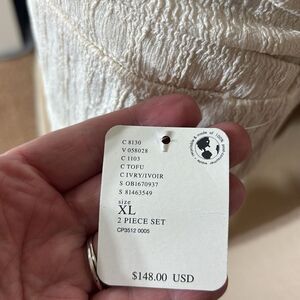 C 8130
V 058028
C 1103
C TOFU
C IVRY/IVOIR
S OB1670937
S 81463549
size
XL
2 PIECE SET
CP3512 0005
$148.00 USD